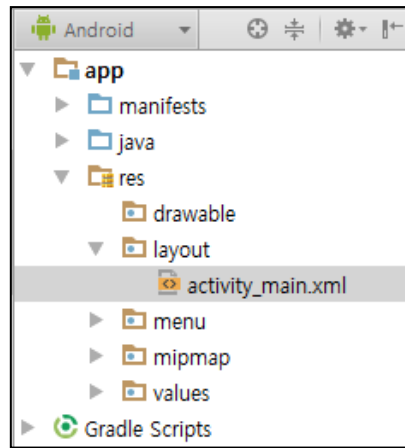 Android
app
manifests
java
res
drawable
layout
activity_main.xml
menu
mipmap
values
Gradle Scripts